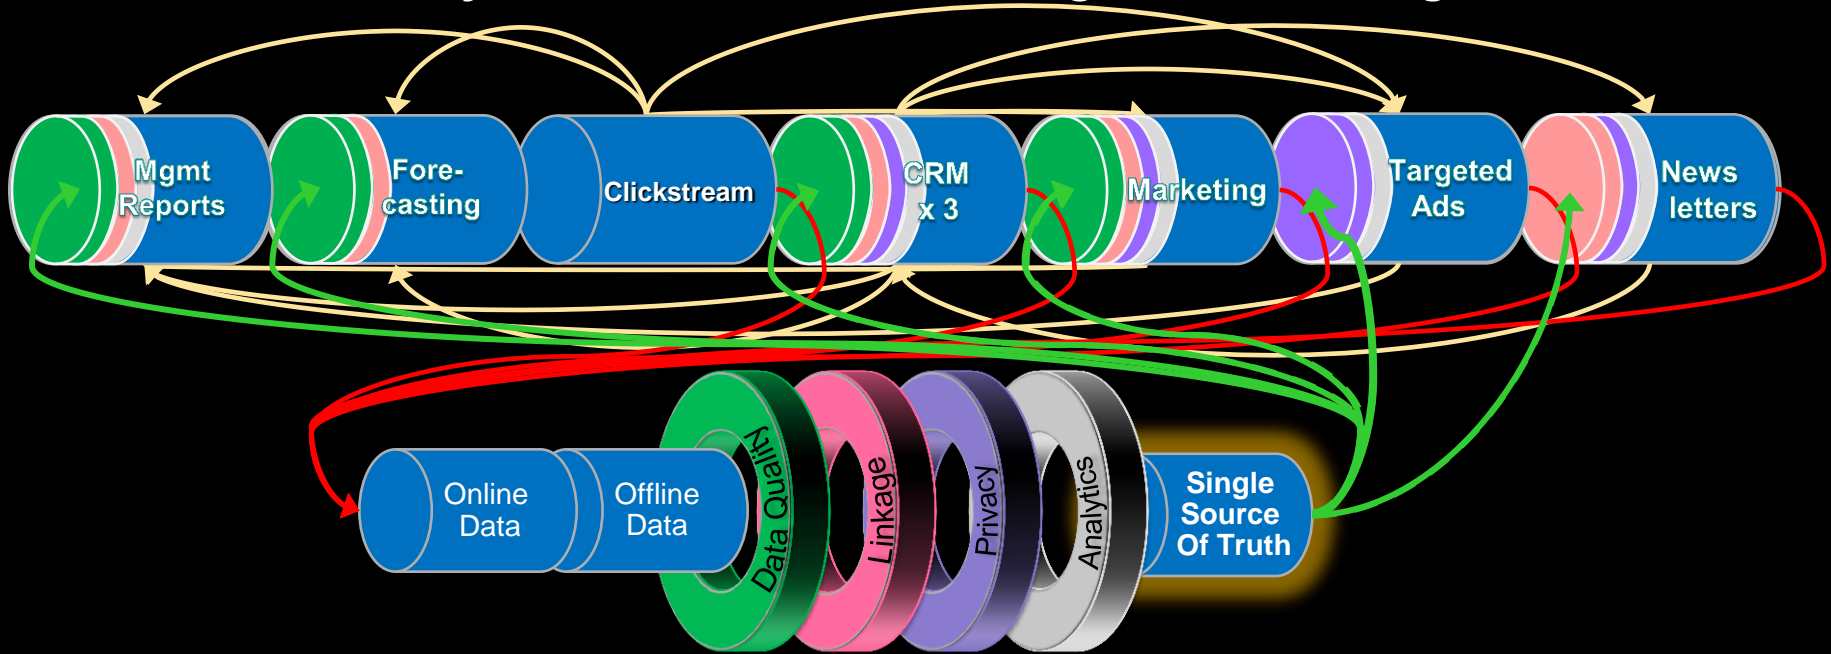 Mgmt
Reports
Fore-
casting
Clickstream
CRM
x 3
Marketing
Targeted
Ads
News
letters
Online
Data
Offline
Data
Data Quality
Linkage
Privacy
Analytics
Single
Source
Of Truth